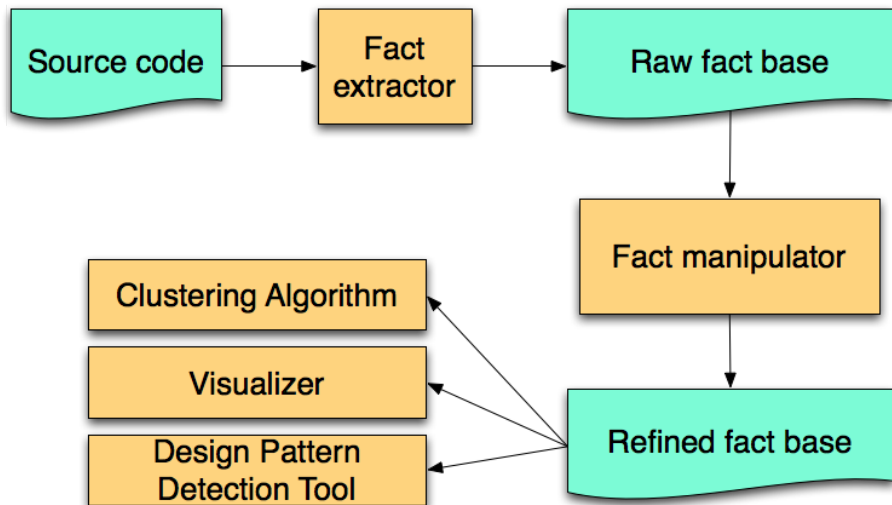 Source code
Fact
extractor
Raw fact base
Fact manipulator
Clustering Algorithm
Visualizer
Refined fact base
Design Pattern
Detection Tool